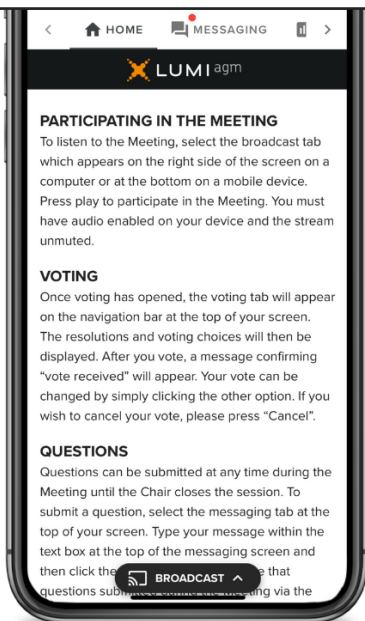 HOME MESSAGING
LUMI agm
PARTICIPATING IN THE MEETING
To listen to the Meeting, select the broadcast tab
which appears on the right side of the screen on a
computer or at the bottom on a mobile device.
Press play to participate in the Meeting. You must
have audio enabled on your device and the stream
unmuted.
VOTING
Once voting has opened, the voting tab will appear
on the navigation bar at the top of your screen.
The resolutions and voting choices will then be
displayed. After you vote, a message confirming
“vote received” will appear. Your vote can be
changed by simply clicking the other option. If you
wish to cancel your vote, please press “Cancel”.
QUESTIONS
Questions can be submitted at any time during the
Meeting until the Chair closes the session. To
submit a question, select the messaging tab at the
top of your screen. Type your message within the
text box at the top of the messaging screen and
then click the that
BROADCAST
questions via the